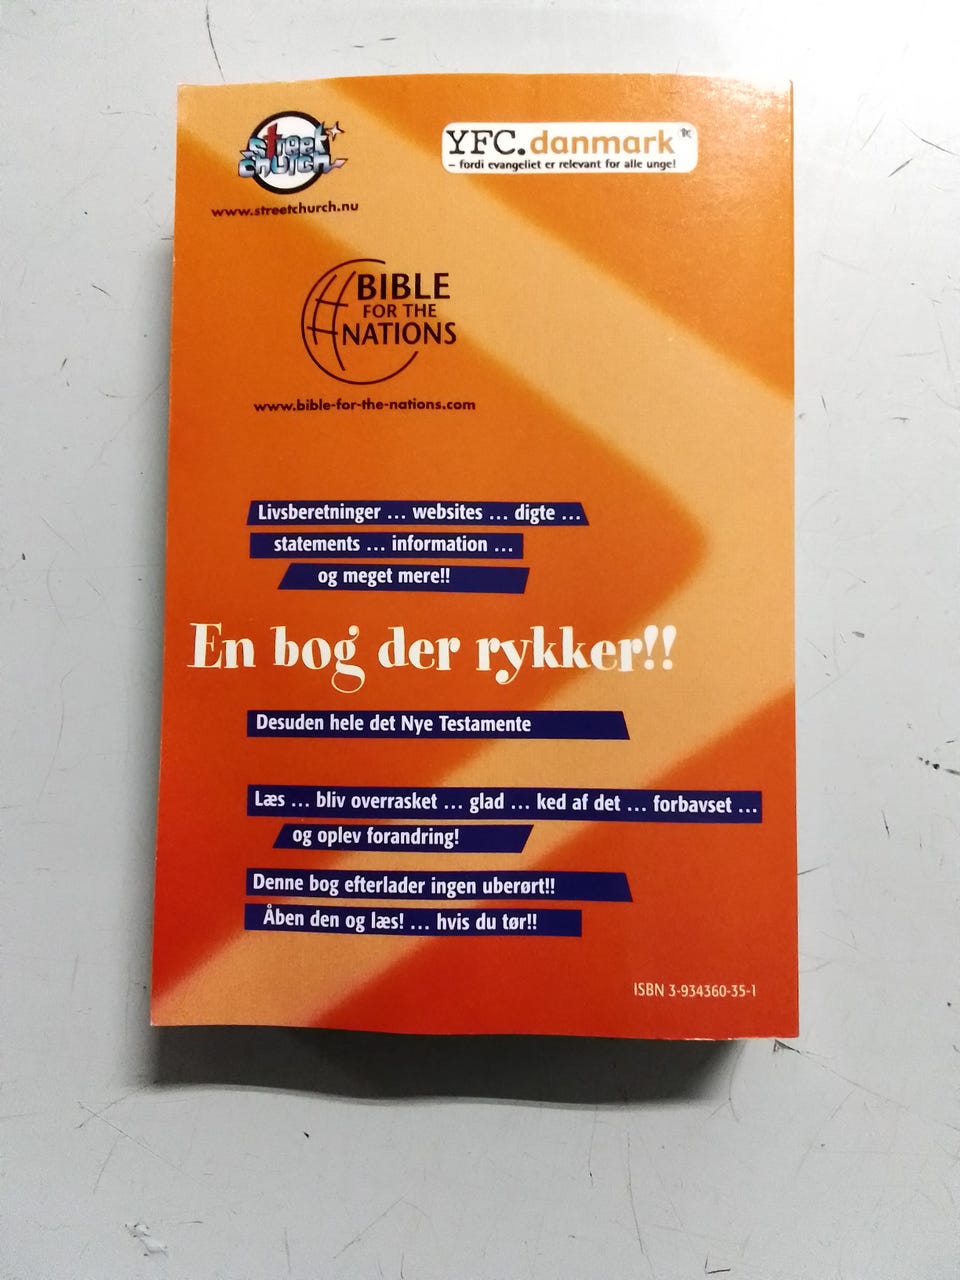 street
church
www.streetchurch.nu
YFC.danmark
– fordi evangeliet er relevant for alle unge!
BIBLE
FOR THE
NATIONS
www.bible-for-the-nations.com
Livsberetninger ... websites ... digte ...
statements ... information ...
og meget mere!!
En bog der rykker!!
Desuden hele det Nye Testamente
Læs ... bliv overrasket ... glad ... ked af det ... forbavset ...
og oplev forandring!
Denne bog efterlader ingen uberørt!!
Åben den og læs! ... hvis du tør!!
ISBN 3-934360-35-1